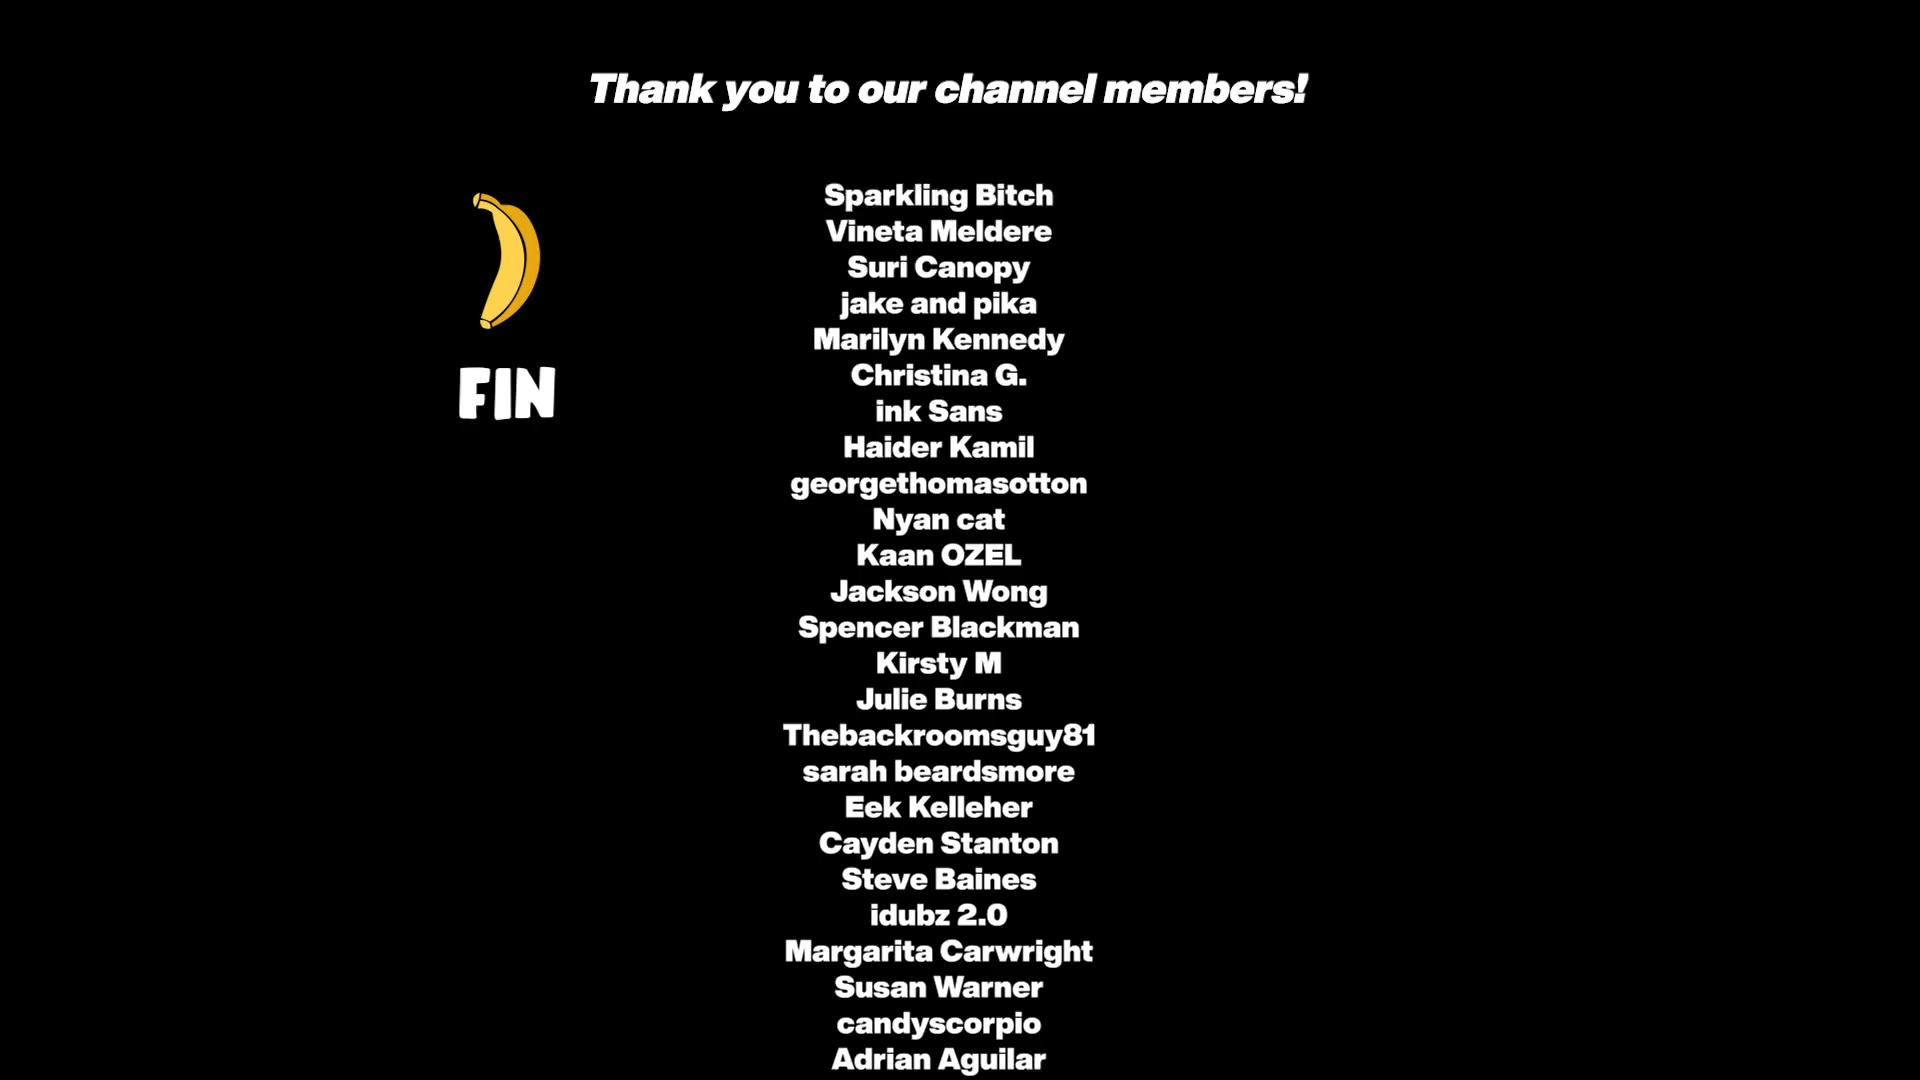 Thank you to our channel members!
FIN
Sparkling Bitch
Vineta Meldere
Suri Canopy
jake and pika
Marilyn Kennedy
Christina G.
ink Sans
Haider Kamil
georgethomasotton
Nyan cat
Kaan OZEL
Jackson Wong
Spencer Blackman
Kirsty M
Julie Burns
Thebackroomsguy81
sarah beardsmore
Eek Kelleher
Cayden Stanton
Steve Baines
idubz 2.0
Margarita Carwright
Susan Warner
candyscorpio
Adrian Aguilar